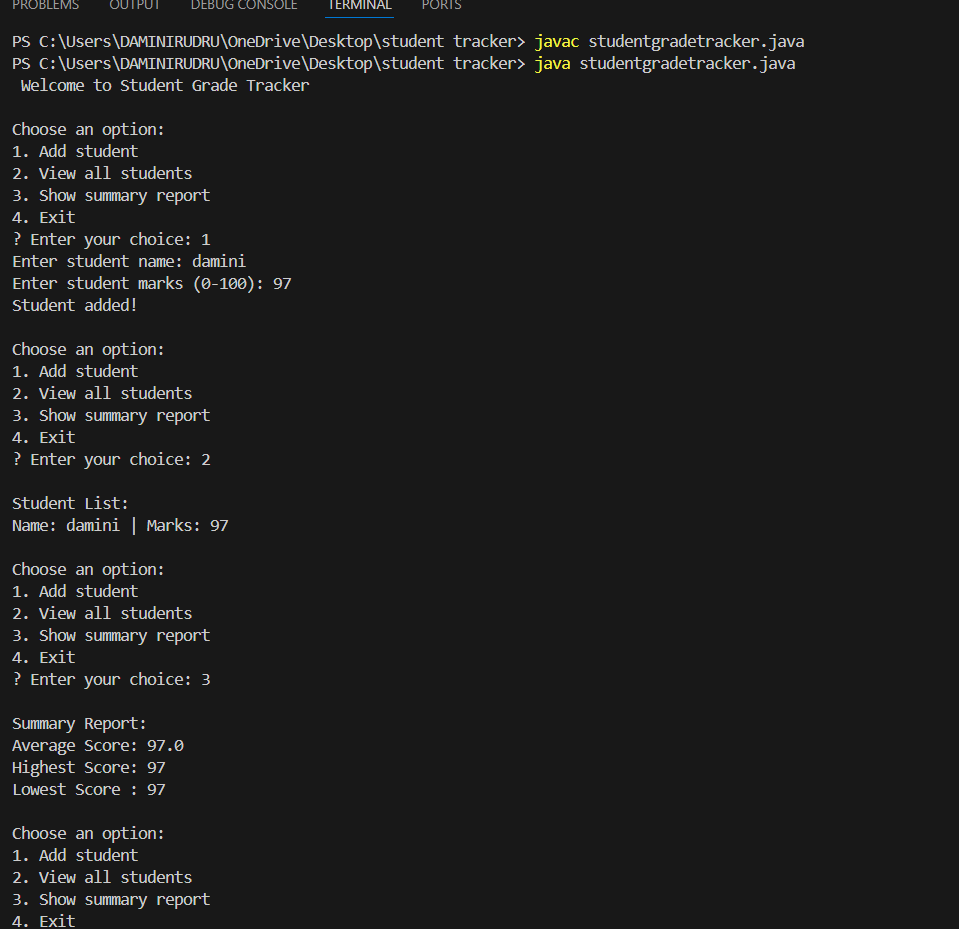 PROBLEMS OUTPUT DEBUG CONSOLE TERMINAL PORTS
PS C:\Users\DAMINIRUDRU\OneDrive\Desktop\student tracker> javac studentgradetracker.java
PS C:\Users\DAMINIRUDRU\OneDrive\Desktop\student tracker> java studentgradetracker.java
Welcome to Student Grade Tracker
Choose an option:
1. Add student
2. View all students
3. Show summary report
4. Exit
? Enter your choice: 1
Enter student name: damini
Enter student marks (0-100): 97
Student added!
Choose an option:
1. Add student
2. View all students
3. Show summary report
4. Exit
? Enter your choice: 2
Student List:
Name: damini | Marks: 97
Choose an option:
1. Add student
2. View all students
3. Show summary report
4. Exit
? Enter your choice: 3
Summary Report:
Average Score: 97.0
Highest Score: 97
Lowest Score : 97
Choose an option:
1. Add student
2. View all students
3. Show summary report
4. Exit